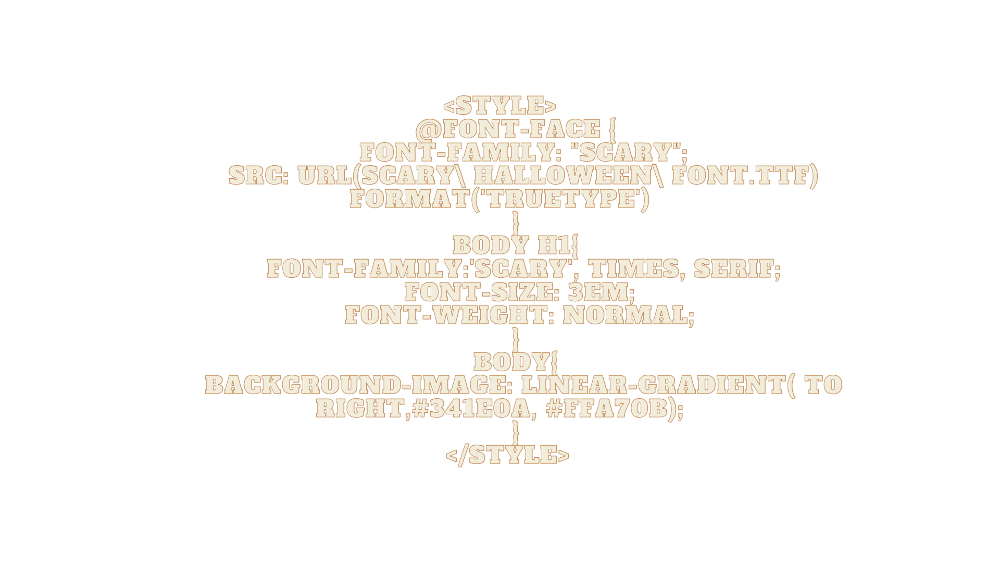 <STYLE>
@FONT-FACE {
FONT-FAMILY: "SCARY";
SRC: URL(SCARY\ HALLOWEEN\ FONT.TTF)
FORMAT('TRUETYPE')
}
BODY H1{
FONT-FAMILY:'SCARY', TIMES, SERIF;
FONT-SIZE: 3EM;
FONT-WEIGHT: NORMAL;
}
BODY{
BACKGROUND-IMAGE: LINEAR-GRADIENT( TO
RIGHT,#341E0A, #FFA70B);
}
</STYLE>